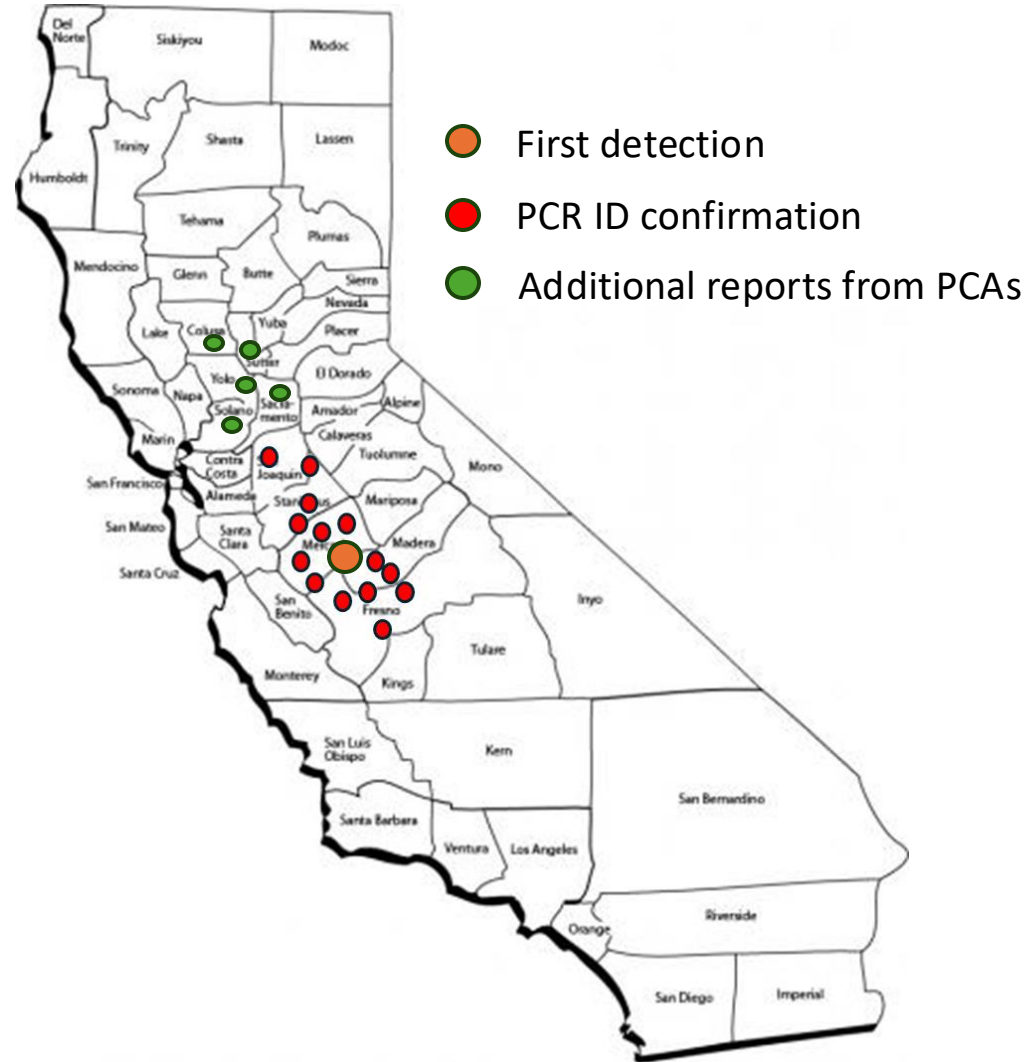 Del
Norte
Siskiyou
Modoc
Trinity
Shasta
Lassen
Humboldt
Tehama
Plumas
Mendocino
Glenn
Butte
Sierra
Nevada
Lake
Colusa
Yuba
Placer
Sutter
El Dorado
Sonoma
Napa
Yolo
Solano
Sacra-
mento
Amador
Alpine
Marin
Calaveras
Tuolumne
Mono
Contra
Costa
Joaquin
San Francisco
Alameda
Mariposa
San Mateo
Santa
Clara
Madera
Santa Cruz
San
Benito
Fresno
Inyo
Monterey
Kings
Tulare
San Luis
Obispo
Kern
San Bernardino
Santa Barbara
Ventura
Los Angeles
Orange
Riverside
San Diego
Imperial
First detection
PCR ID confirmation
Additional reports from PCAs